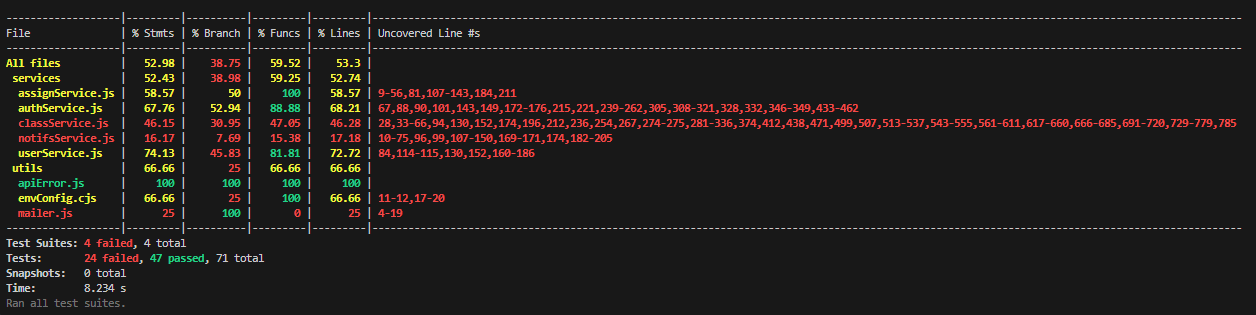 -------------------|---------|----------|---------|---------|---------------------------------------------------------------------------------------------------------------------------------------------------
File               | % Stmts | % Branch | % Funcs | % Lines | Uncovered Line #s
-------------------|---------|----------|---------|---------|---------------------------------------------------------------------------------------------------------------------------------------------------
All files          |   52.98 |    38.75 |   59.52 |    53.3 |
 services          |   52.43 |    38.98 |   59.25 |   52.74 |
  assignService.js |   58.57 |       50 |     100 |   58.57 | 9-56,81,107-143,184,211
  authService.js   |   67.76 |    52.94 |   88.88 |   68.21 | 67,88,90,101,143,149,172-176,215,221,239-262,305,308-321,328,332,346-349,433-462
  classService.js  |   46.15 |    30.95 |   47.05 |   46.28 | 28,33-66,94,130,152,174,196,212,236,254,267,274-275,281-336,374,412,438,471,499,507,513-537,543-555,561-611,617-660,666-685,691-720,729-779,785
  notifsService.js |   16.17 |     7.69 |   15.38 |   17.18 | 10-75,96,99,107-150,169-171,174,182-205
  userService.js   |   74.13 |    45.83 |   81.81 |   72.72 | 84,114-115,130,152,160-186
 utils             |   66.66 |       25 |   66.66 |   66.66 |
  apiError.js      |     100 |      100 |     100 |     100 |
  envConfig.cjs    |   66.66 |       25 |     100 |   66.66 | 11-12,17-20
  mailer.js        |      25 |      100 |       0 |      25 | 4-19
-------------------|---------|----------|---------|---------|---------------------------------------------------------------------------------------------------------------------------------------------------
Test Suites: 4 failed, 4 total
Tests:       24 failed, 47 passed, 71 total
Snapshots:   0 total
Time:        8.234 s
Ran all test suites.